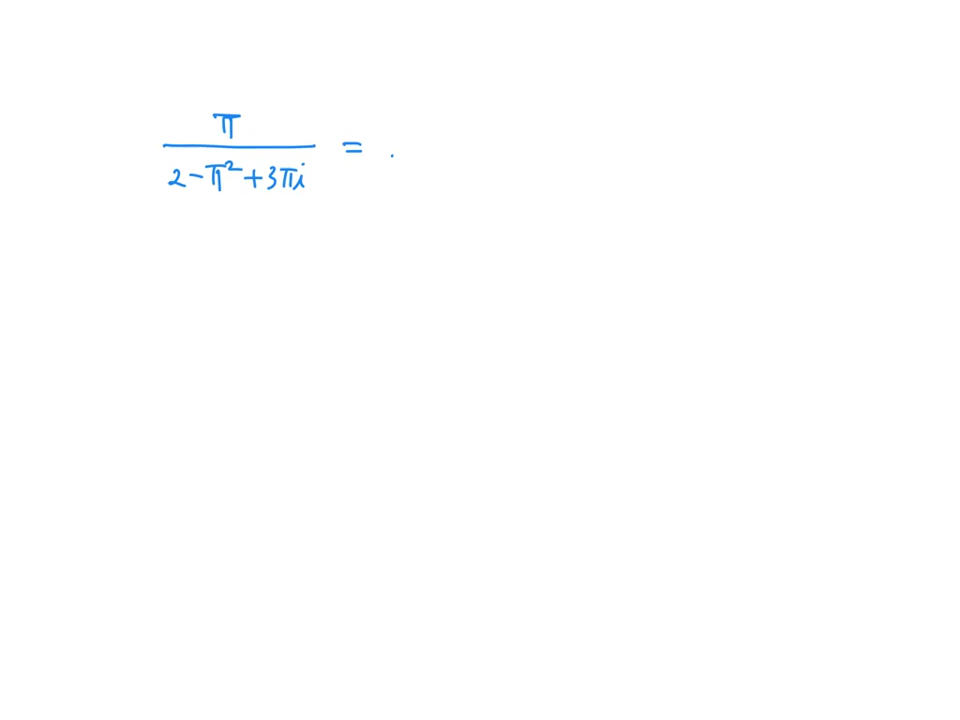 π / (2 - π² + 3πi) = .